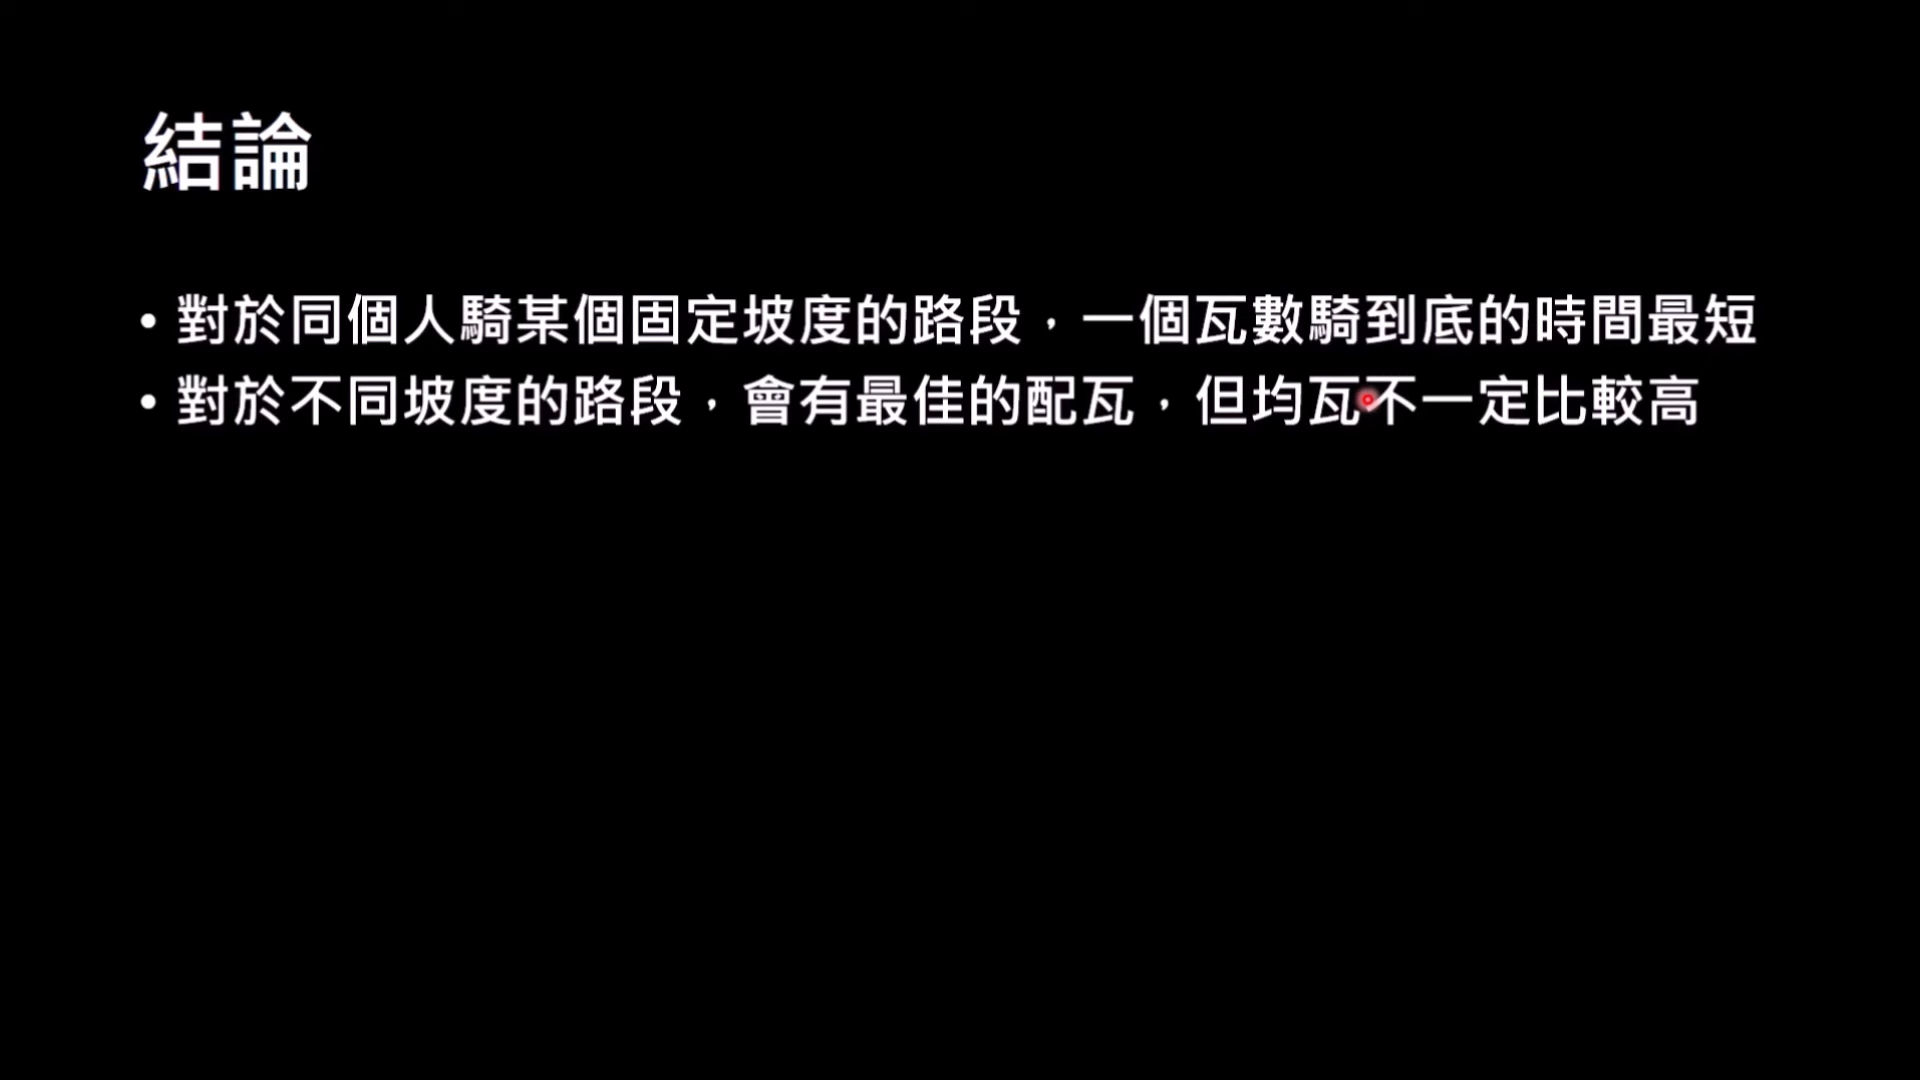 結論
• 對於同個人騎某個固定坡度的路段，一個瓦數騎到底的時間最短
• 對於不同坡度的路段，會有最佳的配瓦，但均瓦不一定比較高